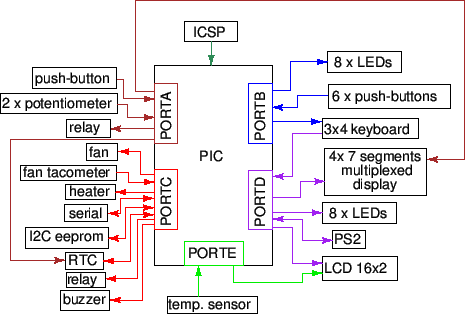 ICSP
push-button
2 x potentiometer
relay
fan
fan tacometer
heater
serial
I2C eeprom
RTC
relay
buzzer
PORTA
PORTC
PIC
PORTB
PORTD
PORTE
temp. sensor
8 x LEDs
6 x push-buttons
3x4 keyboard
4x 7 segments
multiplexed
display
8 x LEDs
PS2
LCD 16x2